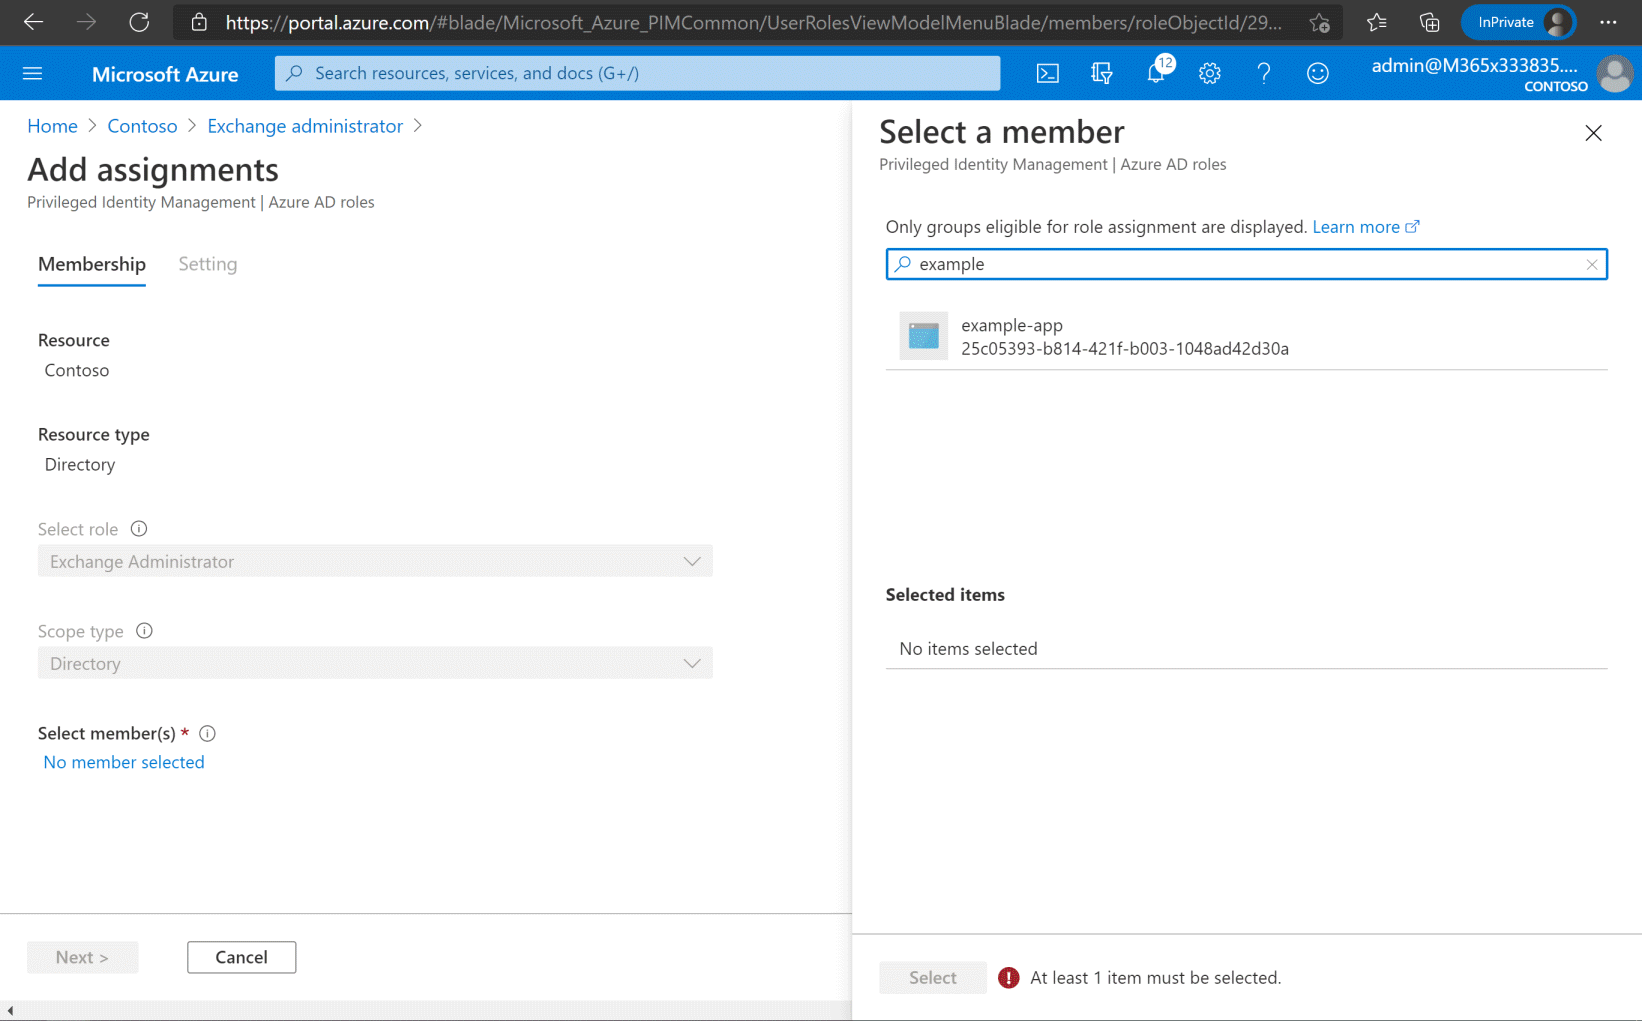 https://portal.azure.com/#blade/Microsoft_Azure_PIMCommon/UserRolesViewModelMenuBlade/members/roleObjectId/29...
InPrivate
Microsoft Azure
Search resources, services, and docs (G+/)
12
admin@M365x333835....
CONTOSO
Home > Contoso > Exchange administrator >
Add assignments
Privileged Identity Management | Azure AD roles
Membership
Setting
Resource
Contoso
Resource type
Directory
Select role
Exchange Administrator
Scope type
Directory
Select member(s) *
No member selected
Next >
Cancel
Select a member
Privileged Identity Management | Azure AD roles
Only groups eligible for role assignment are displayed. Learn more
example
example-app
25c05393-b814-421f-b003-1048ad42d30a
Selected items
No items selected
Select
At least 1 item must be selected.